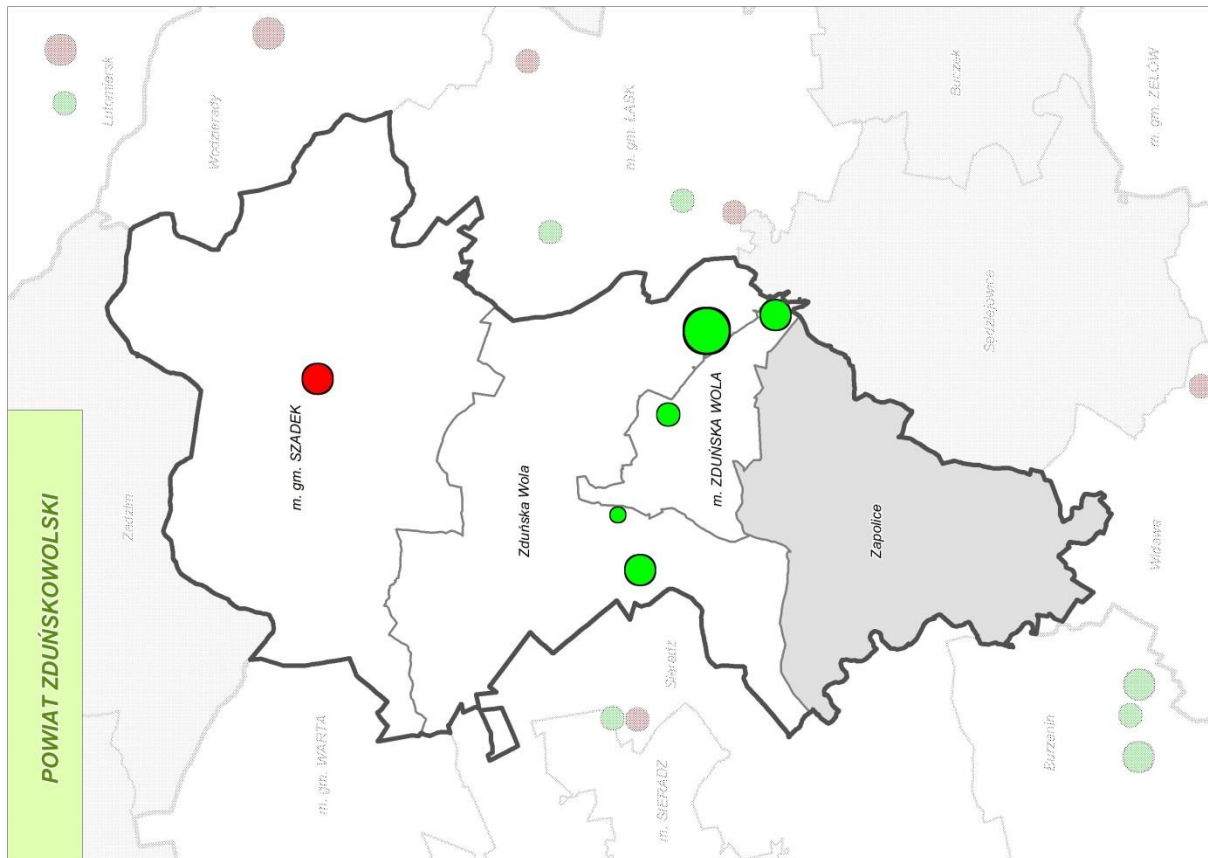 POWIAT ZDUŃSKOWOLSKI
Lutomiersk
Wodzierady
m. gm. ŁASK
Buczek
m. gm. ZELÓW
Zadzim
m. gm. SZADEK
Zduńska Wola
m. ZDUŃSKA WOLA
Zapolice
Sędziejowice
Widawa
m. gm. WARTA
m. SIERADZ
Sieradz
Burzenin